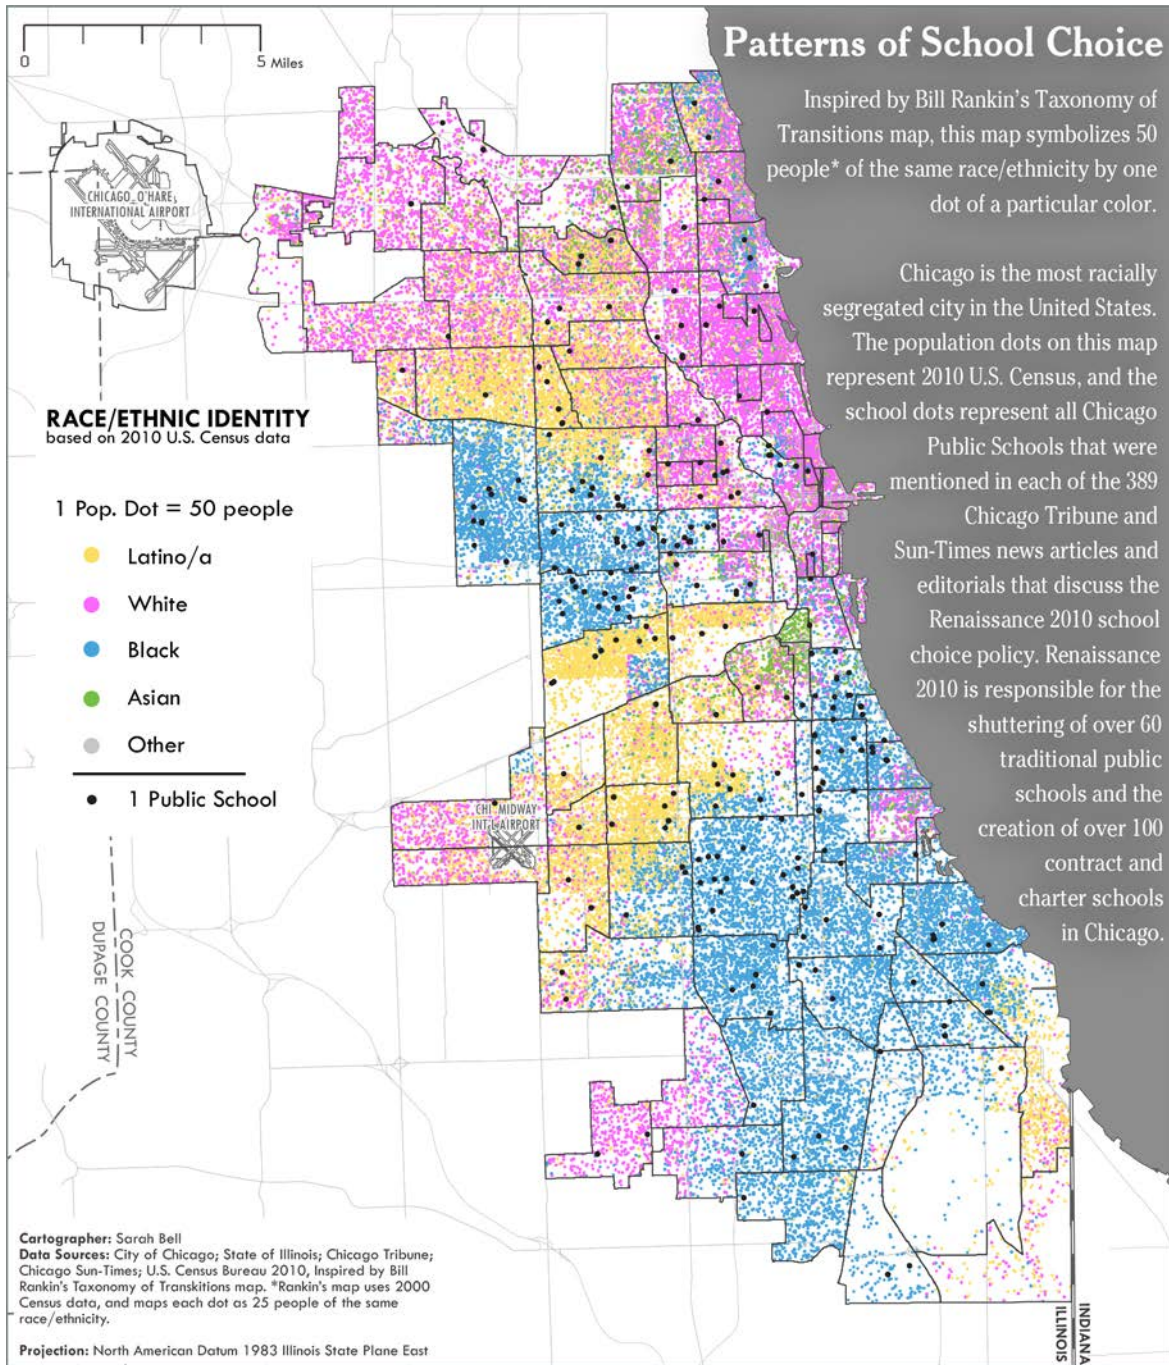 0
5 Miles
Patterns of School Choice
Inspired by Bill Rankin's Taxonomy of
Transitions map, this map symbolizes 50
people* of the same race/ethnicity by one
dot of a particular color.
Chicago is the most racially
segregated city in the United States.
The population dots on this map
represent 2010 U.S. Census, and the
school dots represent all Chicago
Public Schools that were
mentioned in each of the 389
Chicago Tribune and
Sun-Times news articles and
editorials that discuss the
Renaissance 2010 school
choice policy. Renaissance
2010 is responsible for the
shuttering of over 60
traditional public
schools and the
creation of over 100
contract and
charter schools
in Chicago.
CHICAGO O'HARE
INTERNATIONAL AIRPORT
RACE/ETHNIC IDENTITY
based on 2010 U.S. Census data
1 Pop. Dot = 50 people
Latino/a
White
Black
Asian
Other
1 Public School
CHI MIDWAY
INT'L AIRPORT
COOK COUNTY
DUPAGE COUNTY
Cartographer: Sarah Bell
Data Sources: City of Chicago; State of Illinois; Chicago Tribune;
Chicago Sun-Times; U.S. Census Bureau 2010, Inspired by Bill
Rankin's Taxonomy of Transkitions map. *Rankin's map uses 2000
Census data, and maps each dot as 25 people of the same
race/ethnicity.
Projection: North American Datum 1983 Illinois State Plane East
INDIANA
ILLINOIS